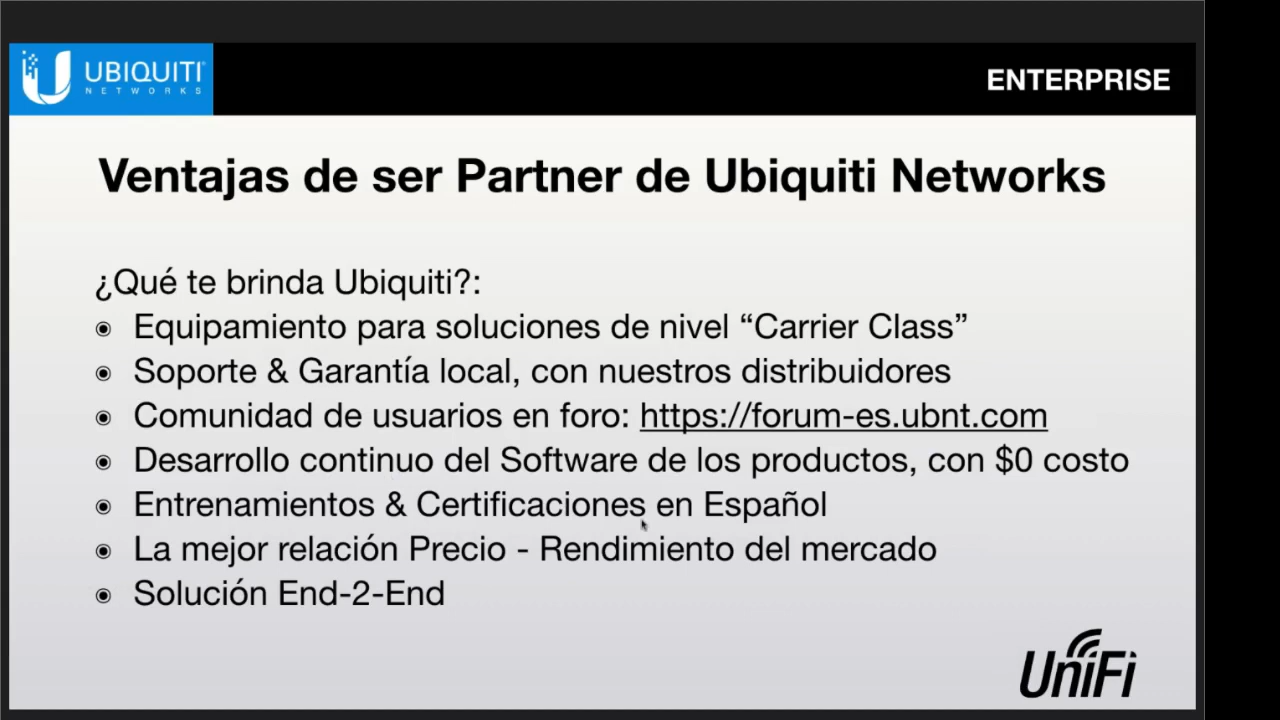 UBIQUITI
NETWORKS
ENTERPRISE
Ventajas de ser Partner de Ubiquiti Networks
¿Qué te brinda Ubiquiti?:
Equipamiento para soluciones de nivel “Carrier Class”
Soporte & Garantía local, con nuestros distribuidores
Comunidad de usuarios en foro: https://forum-es.ubnt.com
Desarrollo continuo del Software de los productos, con $0 costo
Entrenamientos & Certificaciones en Español
La mejor relación Precio - Rendimiento del mercado
Solución End-2-End
UniFi